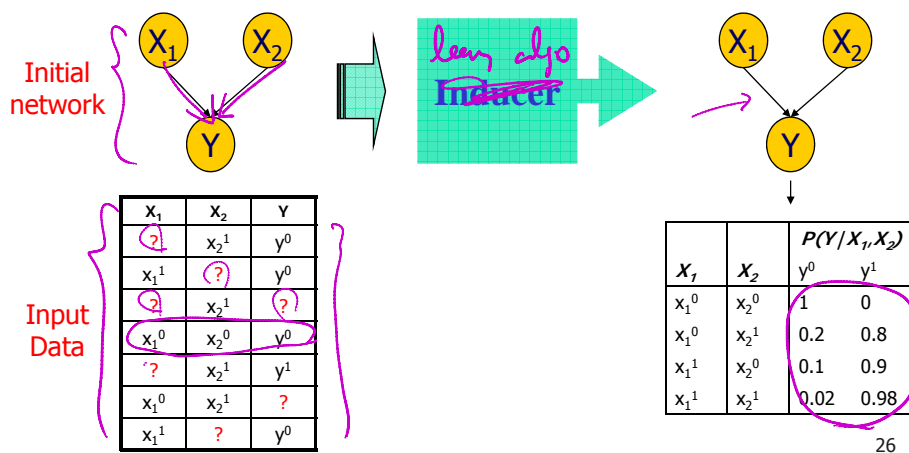 X1 X2
Initial network
Y
learn algo
Inducer
X1 X2
Y
X1 X2 Y
? x2^1 y^0
x1^1 ? y^0
? x2^1 ?
x1^0 x2^0 y^0
? x2^1 y^1
x1^0 x2^1 ?
x1^1 ? y^0
Input Data
P(Y|X1,X2)
X1 X2 y^0 y^1
x1^0 x2^0 1 0
x1^0 x2^1 0.2 0.8
x1^1 x2^0 0.1 0.9
x1^1 x2^1 0.02 0.98
26